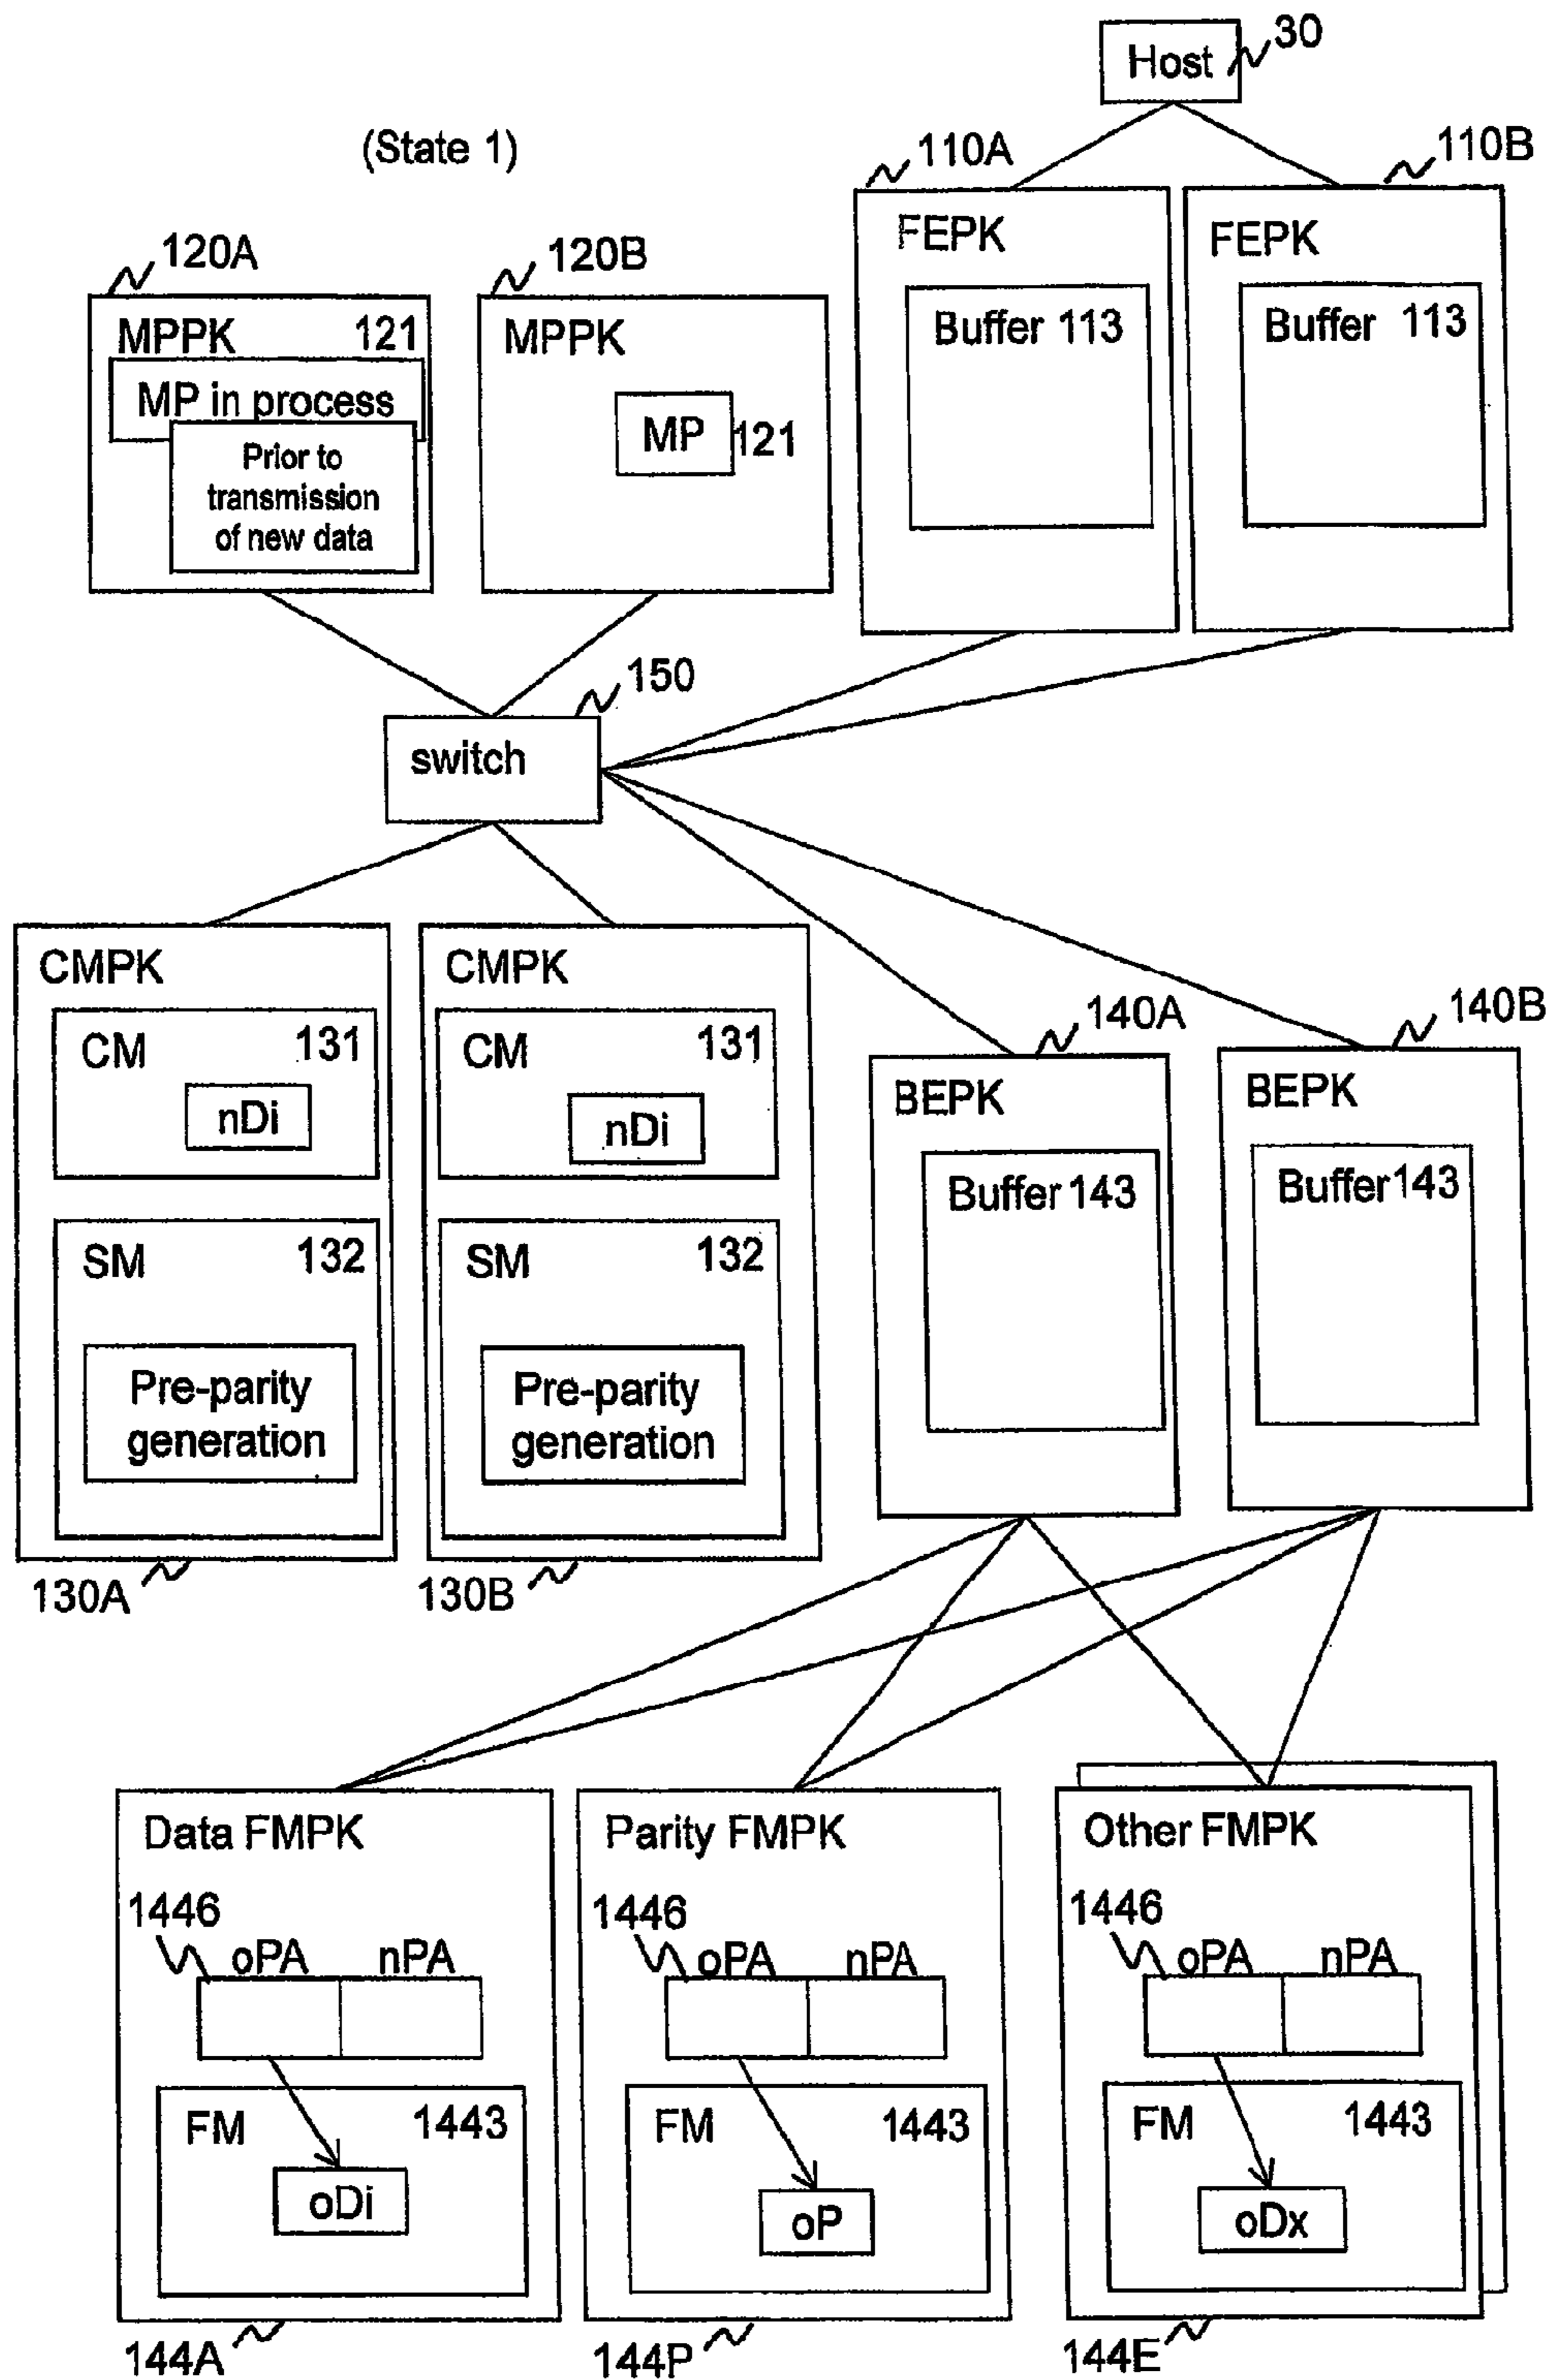 Host
30
(State 1)
110A
110B
120A
120B
FEPK
FEPK
Buffer 113
Buffer 113
MPPK 121
MP in process
Prior to
transmission
of new data
MPPK
MP
121
150
switch
CMPK
CM 131
nDi
SM 132
Pre-parity
generation
130A
CMPK
CM 131
nDi
SM 132
Pre-parity
generation
130B
140A
BEPK
Buffer 143
140B
BEPK
Buffer 143
Data FMPK
1446
oPA nPA
FM 1443
oDi
144A
Parity FMPK
1446
oPA nPA
FM 1443
oP
144P
Other FMPK
1446
oPA nPA
FM 1443
oDx
144E